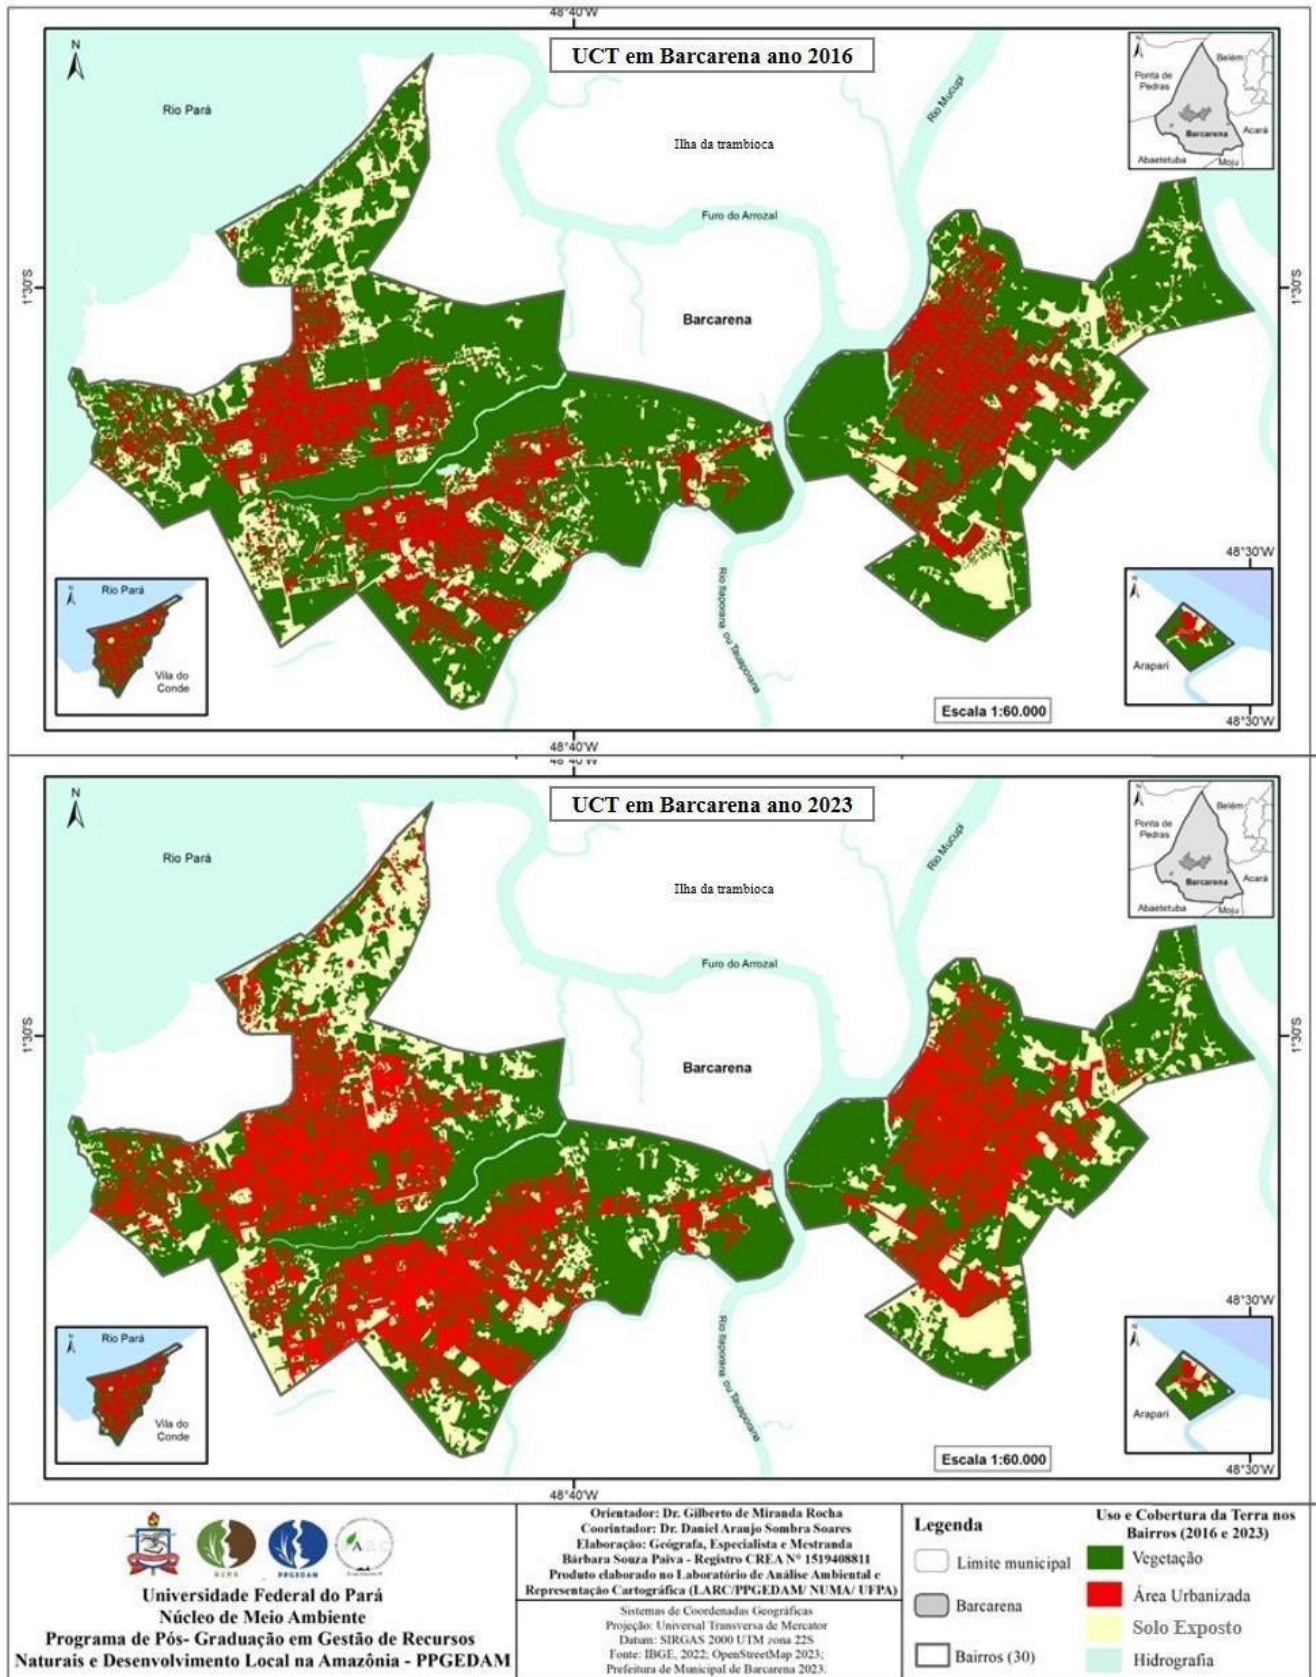 48°40'W
UCT em Barcarena ano 2016
N
N
Belém
Ponta de
Pedras
Barcarena
Acará
Abaetetuba
Moju
Rio Pará
Rio Mucupi
Ilha da trambioca
Furo do Arrozal
1°30'S
1°30'S
Barcarena
48°30'W
N
Rio Pará
Vila do
Conde
Rio Itaporana ou Tauaporana
N
Arapari
Escala 1:60.000
48°30'W
48°40'W
48°40'W
UCT em Barcarena ano 2023
N
N
Belém
Ponta de
Pedras
Barcarena
Acará
Abaetetuba
Moju
Rio Pará
Rio Mucupi
Ilha da trambioca
Furo do Arrozal
1°30'S
1°30'S
Barcarena
48°30'W
N
Rio Pará
Vila do
Conde
Rio Itaporana ou Tauaporana
N
Arapari
Escala 1:60.000
48°30'W
48°40'W
NUMA
PPGEDAM
LARC
Universidade Federal do Pará
Núcleo de Meio Ambiente
Programa de Pós- Graduação em Gestão de Recursos
Naturais e Desenvolvimento Local na Amazônia - PPGEDAM
Orientador: Dr. Gilberto de Miranda Rocha
Coorintador: Dr. Daniel Araujo Sombra Soares
Elaboração: Geógrafa, Especialista e Mestranda
Bárbara Souza Paiva - Registro CREA N° 1519408811
Produto elaborado no Laboratório de Análise Ambiental e
Representação Cartográfica (LARC/PPGEDAM/ NUMA/ UFPA)
Sistemas de Coordenadas Geográficas
Projeção: Universal Transversa de Mercator
Datum: SIRGAS 2000 UTM zona 22S
Fonte: IBGE, 2022; OpenStreetMap 2023;
Prefeitura de Municipal de Barcarena 2023.
Legenda
Limite municipal
Barcarena
Bairros (30)
Uso e Cobertura da Terra nos
Bairros (2016 e 2023)
Vegetação
Área Urbanizada
Solo Exposto
Hidrografia